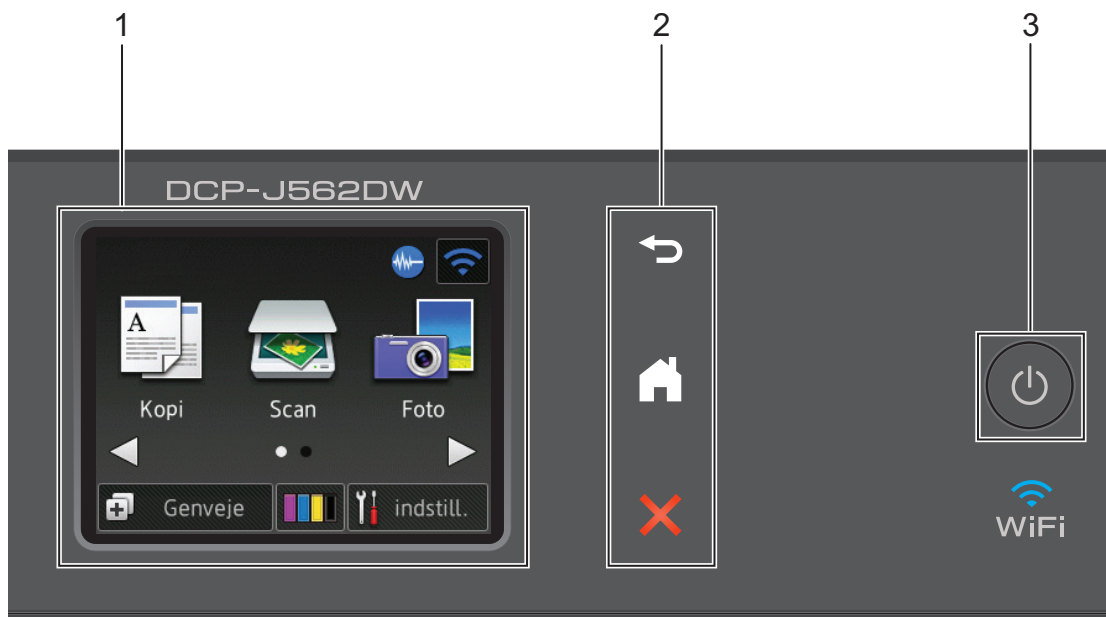 1 2 3
DCP-J562DW
A
Kopi Scan Foto
Genveje indstill.
WiFi